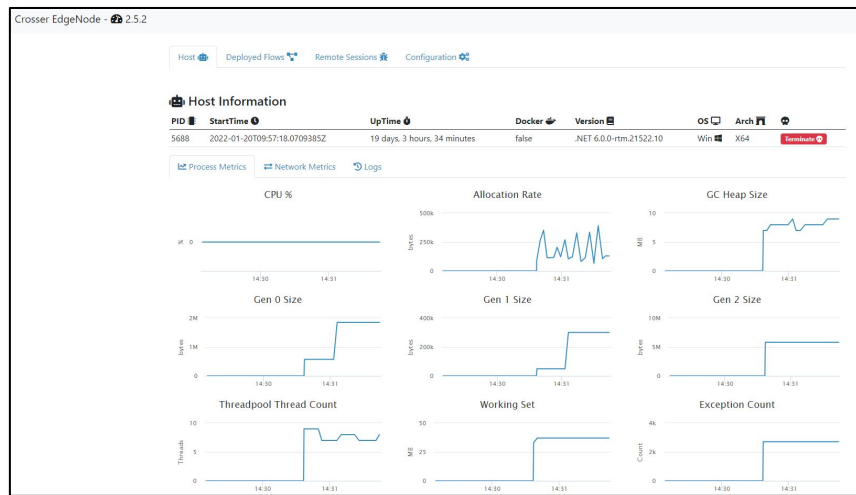 Crosser EdgeNode - 2.5.2
Host Deployed Flows Remote Sessions Configuration
Host Information
PID StartTime UpTime Docker Version OS Arch
5688 2022-01-20T09:57:18.0709385Z 19 days, 3 hours, 34 minutes false .NET 6.0.0-rtm.21522.10 Win X64 Terminate
Process Metrics Network Metrics Logs
CPU % Allocation Rate GC Heap Size
% 0
14:30 14:31
500k
bytes 250k
0
14:30 14:31
10
MB 5
0
14:30 14:31
Gen 0 Size Gen 1 Size Gen 2 Size
2M
bytes 1M
0
14:30 14:31
400k
bytes 200k
0
14:30 14:31
10M
bytes 5M
0
14:30 14:31
Threadpool Thread Count Working Set Exception Count
10
Threads 5
0
14:30 14:31
50
MB 25
0
14:30 14:31
4k
Count 2k
0
14:30 14:31